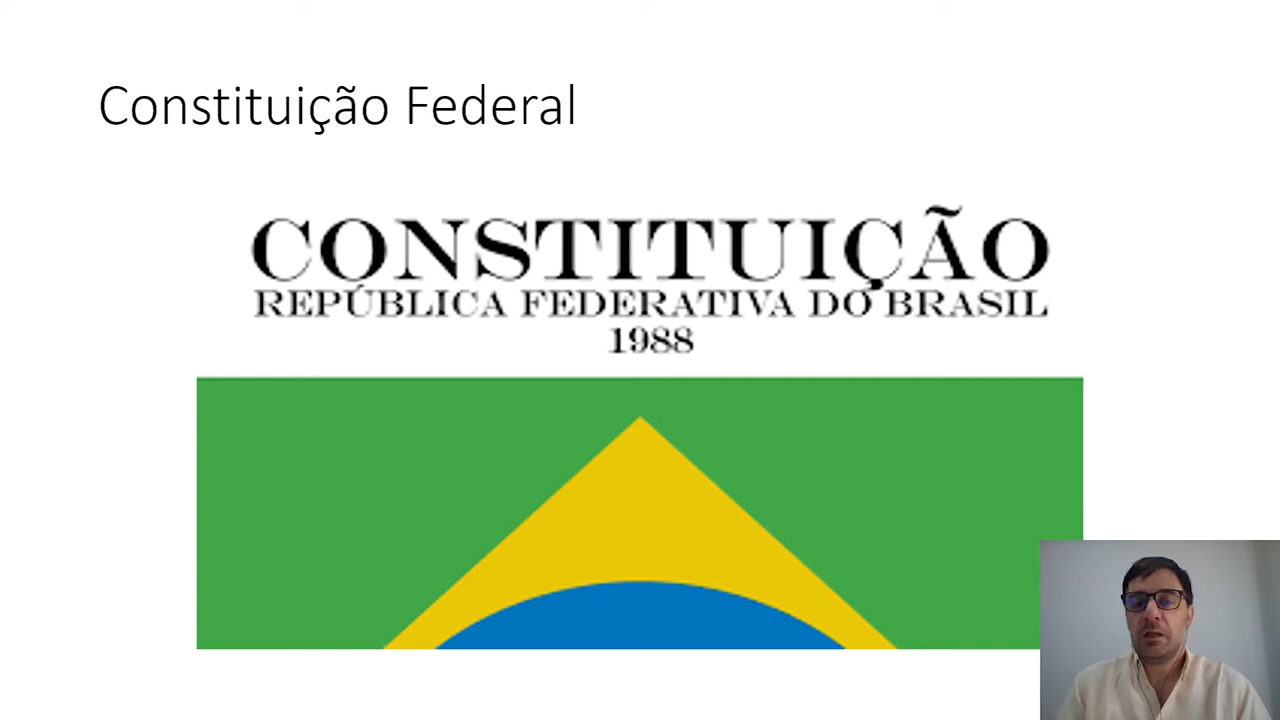 Constituição Federal
CONSTITUIÇÃO
REPÚBLICA FEDERATIVA DO BRASIL
1988